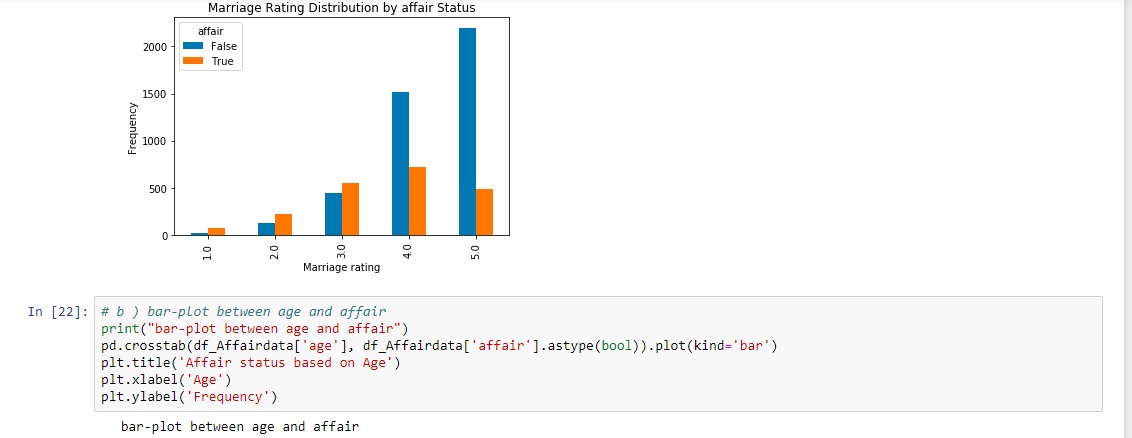 Marriage Rating Distribution by affair Status
affair
False
True
2000
1500
1000
500
0
Frequency
1.0
2.0
3.0
4.0
5.0
Marriage rating
In [22]:
# b ) bar-plot between age and affair
print("bar-plot between age and affair")
pd.crosstab(df_Affairdata['age'], df_Affairdata['affair'].astype(bool)).plot(kind='bar')
plt.title('Affair status based on Age')
plt.xlabel('Age')
plt.ylabel('Frequency')
bar-plot between age and affair